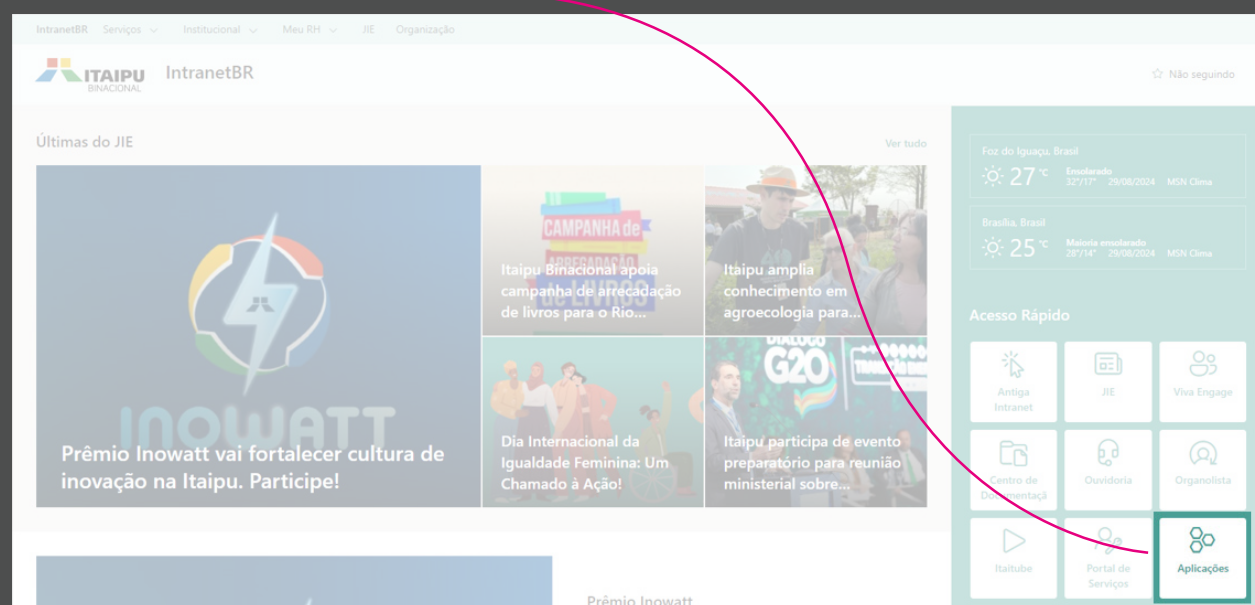 IntranetBR Serviços Institucional Meu RH JIE Organização
ITAIPU
BINACIONAL
IntranetBR
Não seguindo
Últimas do JIE
Ver tudo
INOWATT
Prêmio Inowatt vai fortalecer cultura de
inovação na Itaipu. Participe!
CAMPANHA de
ARRECADAÇÃO
de LIVROS
Itaipu Binacional apoia
campanha de arrecadação
de livros para o Rio...
Itaipu amplia
conhecimento em
agroecologia para...
Dia Internacional da
Igualdade Feminina: Um
Chamado à Ação!
DIÁLOGO
G20
Itaipu participa de evento
preparatório para reunião
ministerial sobre...
Foz do Iguaçu, Brasil
27 °C
Ensolarado
32°/17° 29/08/2024 MSN Clima
Brasília, Brasil
25 °C
Maioria ensolarado
28°/14° 29/08/2024 MSN Clima
Acesso Rápido
Antiga
Intranet
JIE
Viva Engage
Centro de
Documentaçã
Ouvidoria
Organolista
Itaitube
Portal de
Serviços
Aplicações
Prêmio Inowatt